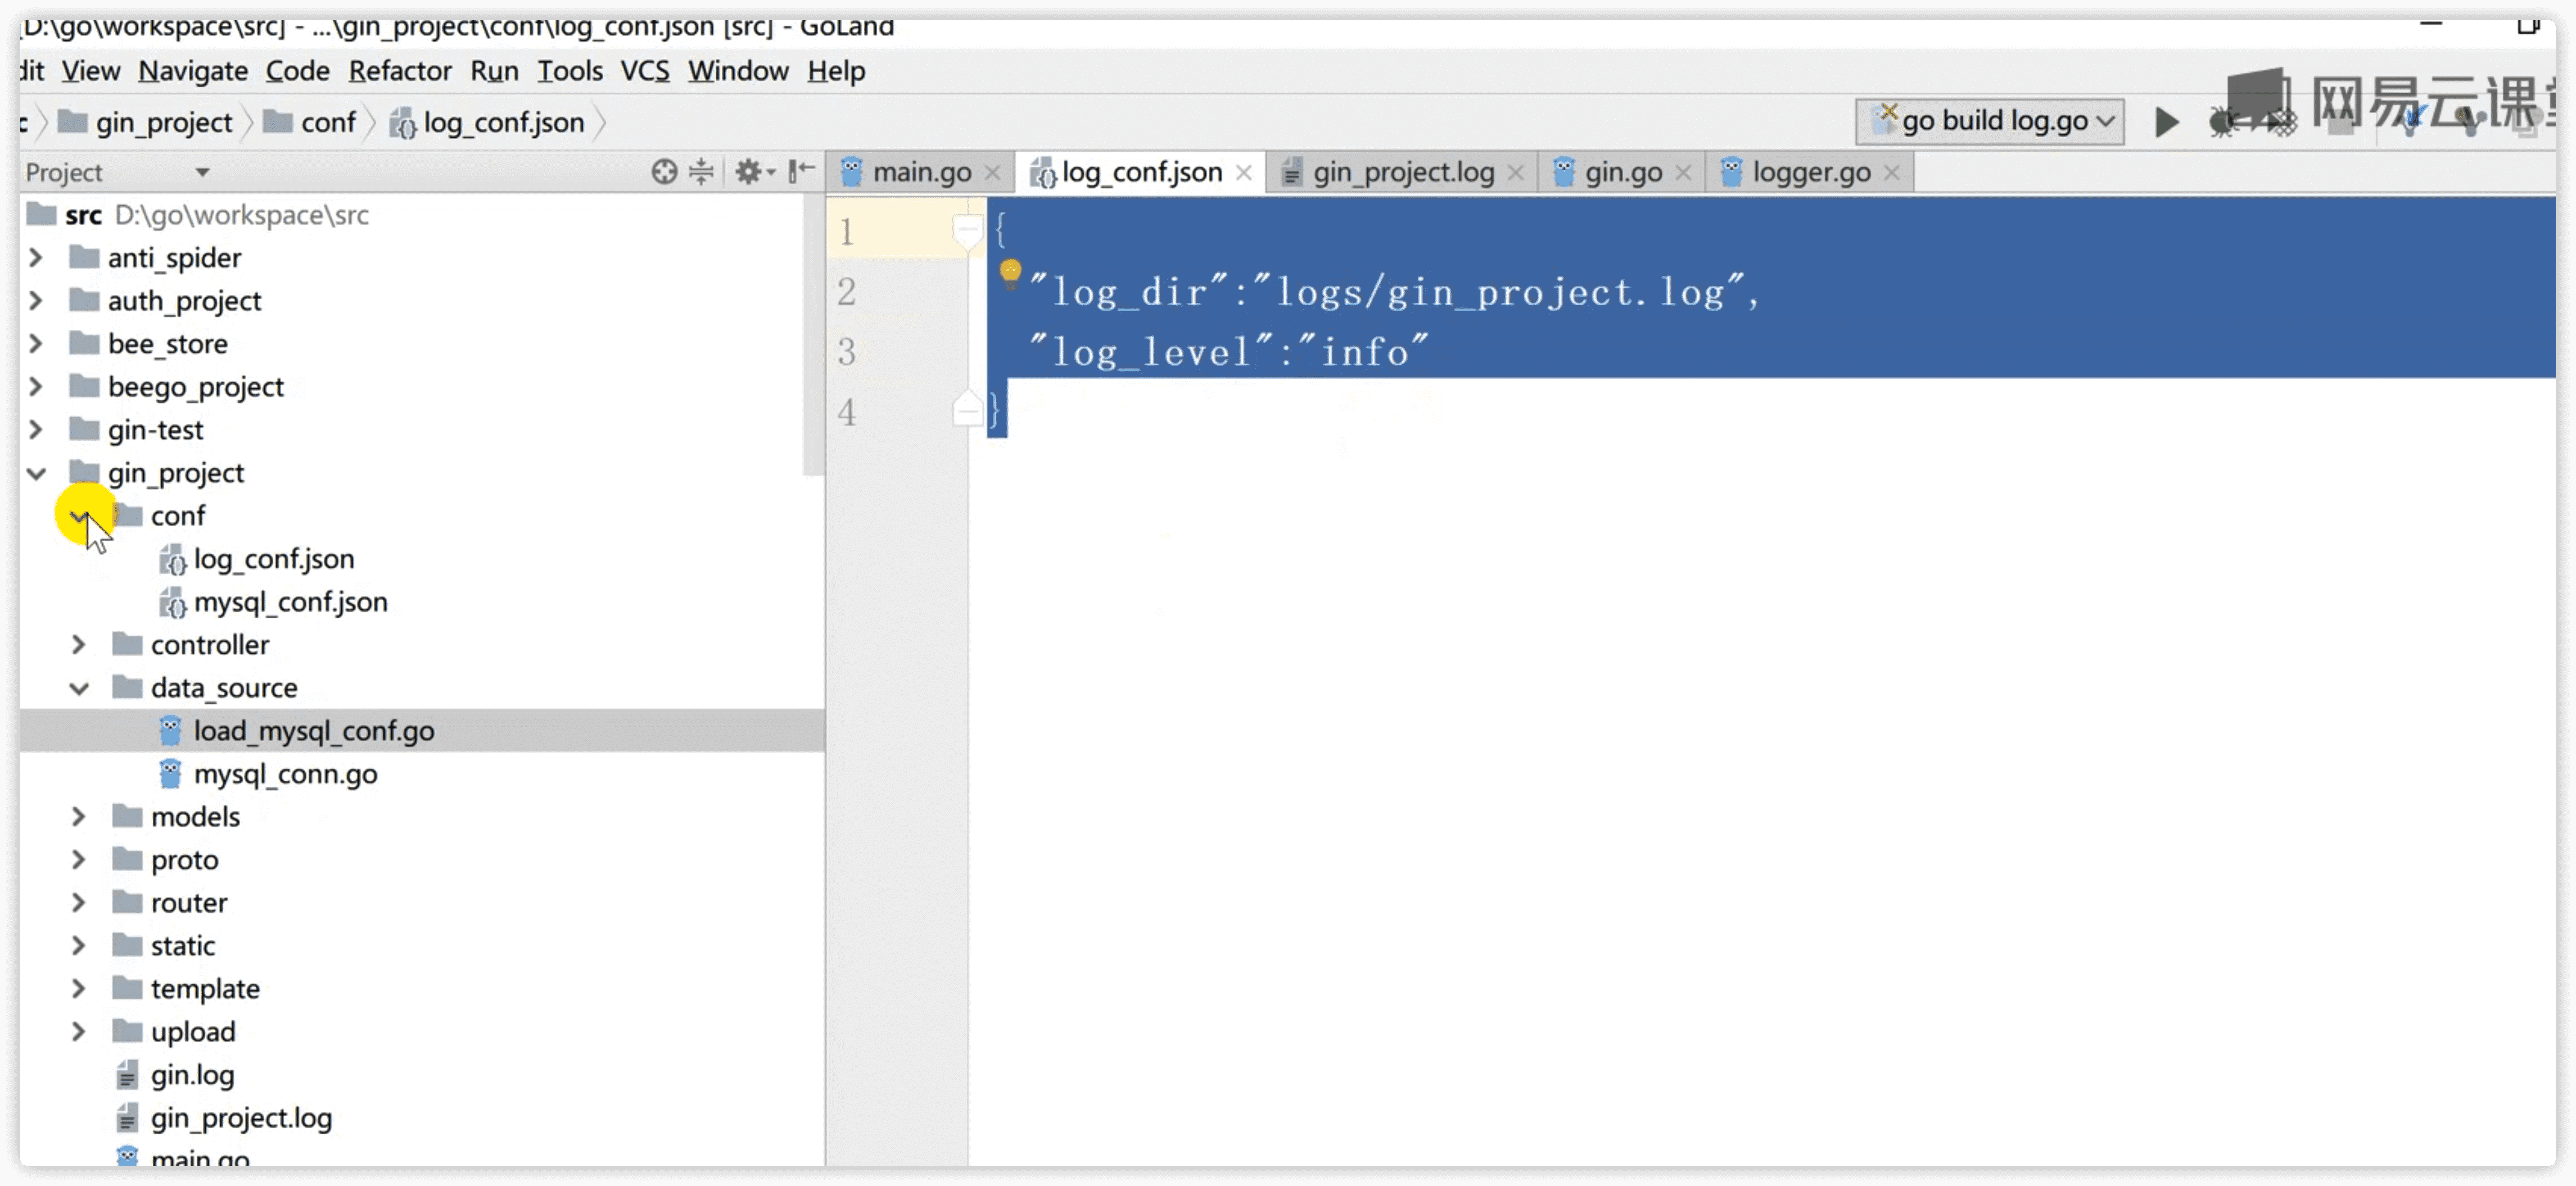 D:\go\workspace\src] - ...\gin_project\conf\log_conf.json [src] - GoLand
dit View Navigate Code Refactor Run Tools VCS Window Help
gin_project conf log_conf.json
go build log.go
网易云课堂
Project
main.go log_conf.json gin_project.log gin.go logger.go
src D:\go\workspace\src
anti_spider
auth_project
bee_store
beego_project
gin-test
gin_project
conf
log_conf.json
mysql_conf.json
controller
data_source
load_mysql_conf.go
mysql_conn.go
models
proto
router
static
template
upload
gin.log
gin_project.log
main.go
1 {
2 "log_dir":"logs/gin_project.log",
3 "log_level":"info"
4 }